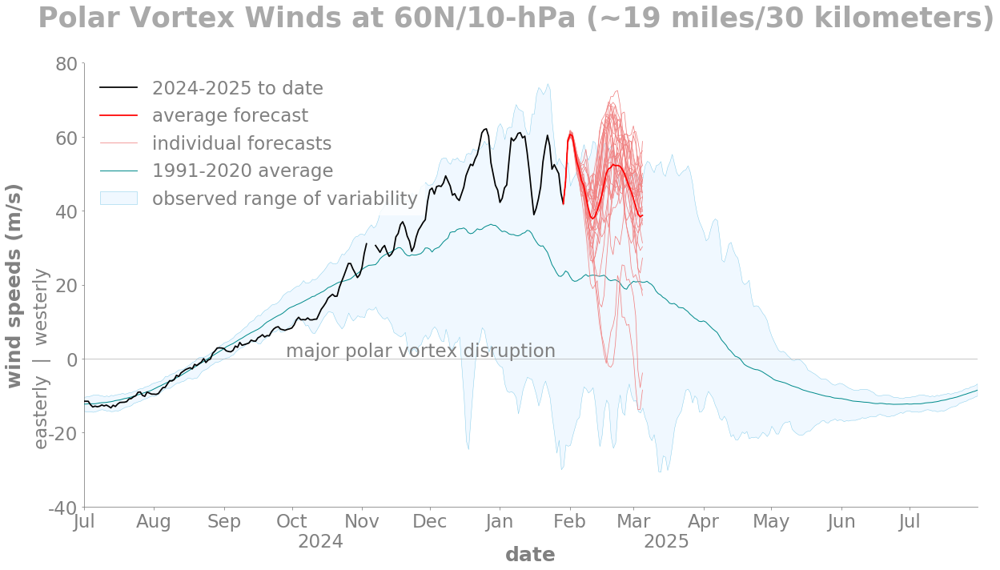 Polar Vortex Winds at 60N/10-hPa (~19 miles/30 kilometers)
80
60
40
20
0
-20
-40
wind speeds (m/s)
easterly | westerly
2024-2025 to date
average forecast
individual forecasts
1991-2020 average
observed range of variability
major polar vortex disruption
Jul Aug Sep Oct Nov Dec Jan Feb Mar Apr May Jun Jul
2024 2025
date